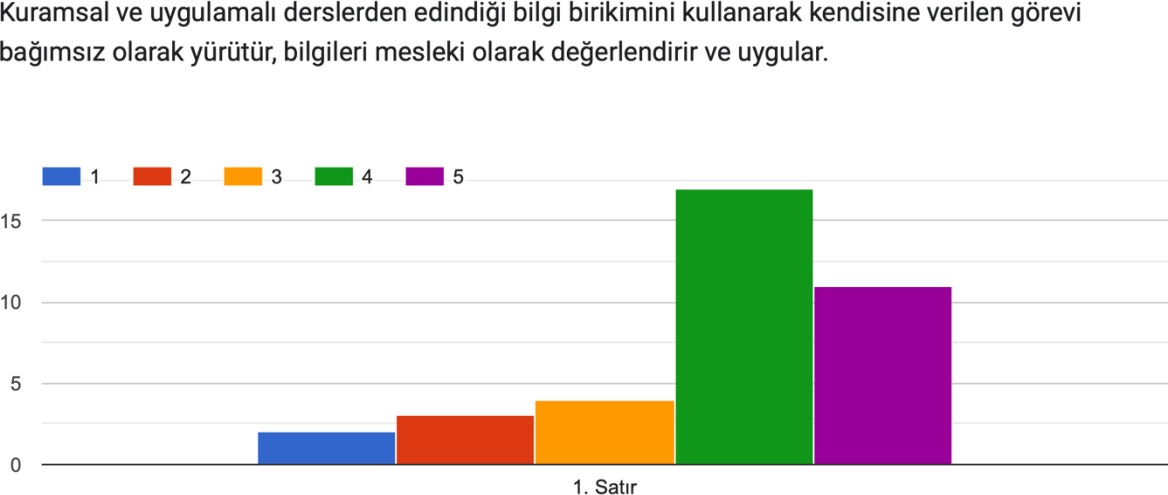 Kuramsal ve uygulamalı derslerden edindiği bilgi birikimini kullanarak kendisine verilen görevi
bağımsız olarak yürütür, bilgileri mesleki olarak değerlendirir ve uygular.
1 2 3 4 5
15
10
5
0
1. Satır